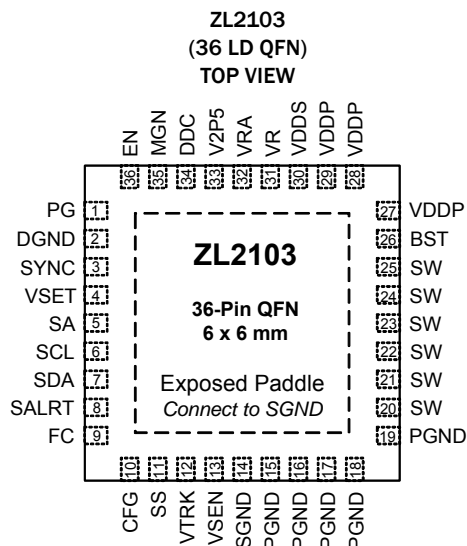 ZL2103
(36 LD QFN)
TOP VIEW
EN
MGN
DDC
V2P5
VRA
VR
VDDS
VDDP
VDDP
36
35
34
33
32
31
30
29
28
PG 1
DGND 2
SYNC 3
VSET 4
SA 5
SCL 6
SDA 7
SALRT 8
FC 9
ZL2103
36-Pin QFN
6 x 6 mm
Exposed Paddle
Connect to SGND
27 VDDP
26 BST
25 SW
24 SW
23 SW
22 SW
21 SW
20 SW
19 PGND
10
11
12
13
14
15
16
17
18
CFG
SS
VTRK
VSEN
SGND
PGND
PGND
PGND
PGND